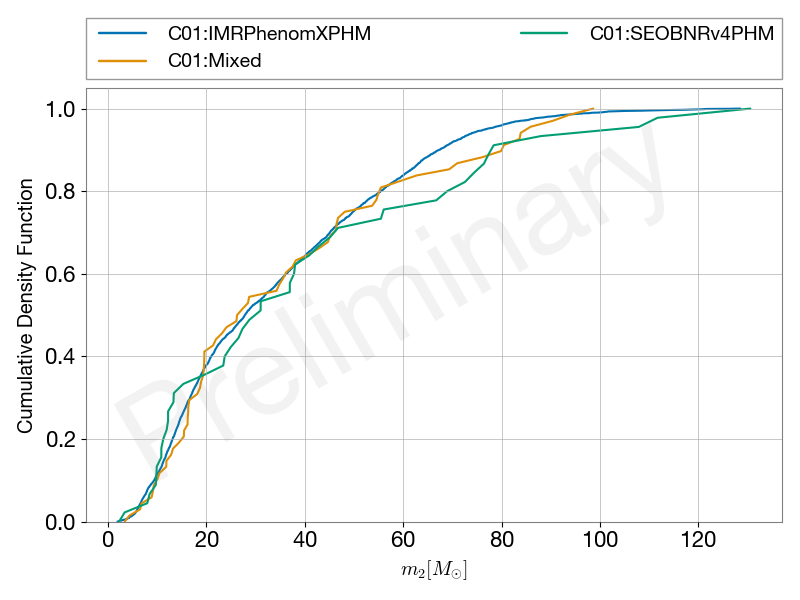 C01:IMRPhenomXPHM
C01:Mixed
C01:SEOBNRv4PHM
Cumulative Density Function
1.0
0.8
0.6
0.4
0.2
0.0
Preliminary
0 20 40 60 80 100 120
m₂[M☉]